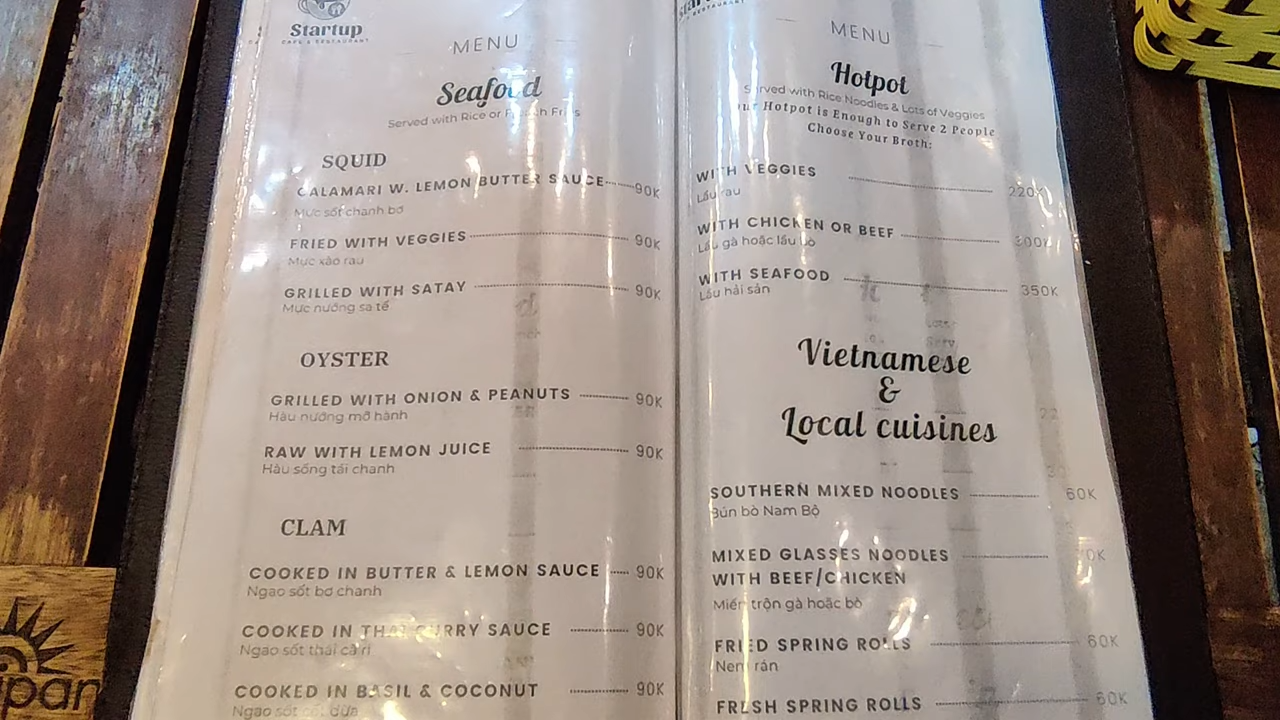 Startup
CAFE & RESTAURANT
MENU
Seafood
Served with Rice or French Fries
SQUID
CALAMARI W. LEMON BUTTER SAUCE 90K
Mực sốt chanh bơ
FRIED WITH VEGGIES 90K
Mực xào rau
GRILLED WITH SATAY 90K
Mực nướng sa tế
OYSTER
GRILLED WITH ONION & PEANUTS 90K
Hàu nướng mỡ hành
RAW WITH LEMON JUICE 90K
Hàu sống tái chanh
CLAM
COOKED IN BUTTER & LEMON SAUCE 90K
Ngao sốt bơ chanh
COOKED IN THAI CURRY SAUCE 90K
Ngao sốt thái cà ri
COOKED IN BASIL & COCONUT 90K
Ngao sốt cốt dừa
RESTAURANT
MENU
Hotpot
Served with Rice Noodles & Lots of Veggies
Our Hotpot is Enough to Serve 2 People
Choose Your Broth:
WITH VEGGIES 220K
Lẩu rau
WITH CHICKEN OR BEEF 300K
Lẩu gà hoặc lẩu bò
WITH SEAFOOD 350K
Lẩu hải sản
Vietnamese
&
Local cuisines
SOUTHERN MIXED NOODLES 60K
Bún bò Nam Bộ
MIXED GLASSES NOODLES
WITH BEEF/CHICKEN
Miến trộn gà hoặc bò
FRIED SPRING ROLLS 60K
Nem rán
FRESH SPRING ROLLS 60K